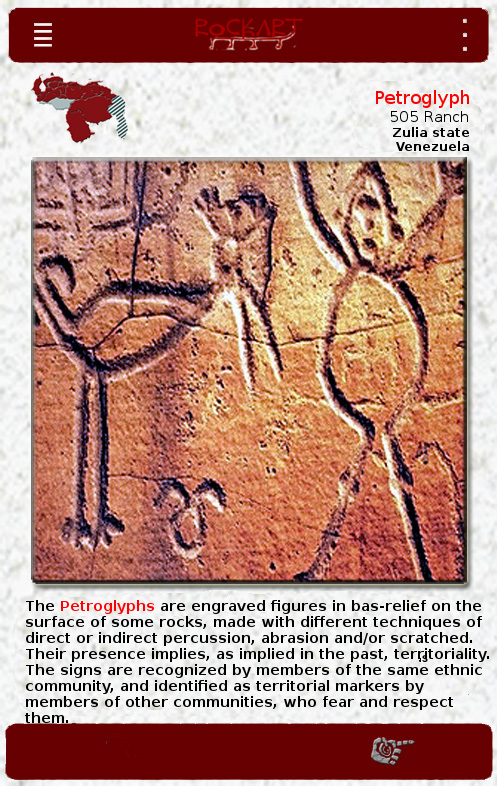 ROCKART
Petroglyph
505 Ranch
Zulia state
Venezuela
The Petroglyphs are engraved figures in bas-relief on the
surface of some rocks, made with different techniques of
direct or indirect percussion, abrasion and/or scratched.
Their presence implies, as implied in the past, territoriality.
The signs are recognized by members of the same ethnic
community, and identified as territorial markers by
members of other communities, who fear and respect
them.